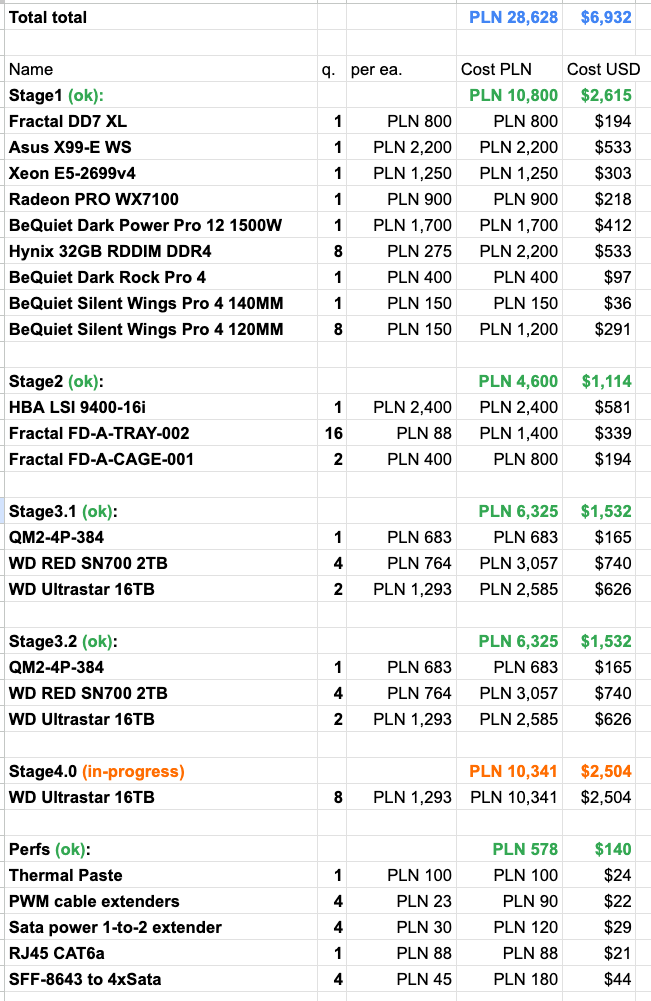 Total total PLN 28,628 $6,932
Name q. per ea. Cost PLN Cost USD
Stage1 (ok): PLN 10,800 $2,615
Fractal DD7 XL 1 PLN 800 PLN 800 $194
Asus X99-E WS 1 PLN 2,200 PLN 2,200 $533
Xeon E5-2699v4 1 PLN 1,250 PLN 1,250 $303
Radeon PRO WX7100 1 PLN 900 PLN 900 $218
BeQuiet Dark Power Pro 12 1500W 1 PLN 1,700 PLN 1,700 $412
Hynix 32GB RDDIM DDR4 8 PLN 275 PLN 2,200 $533
BeQuiet Dark Rock Pro 4 1 PLN 400 PLN 400 $97
BeQuiet Silent Wings Pro 4 140MM 1 PLN 150 PLN 150 $36
BeQuiet Silent Wings Pro 4 120MM 8 PLN 150 PLN 1,200 $291
Stage2 (ok): PLN 4,600 $1,114
HBA LSI 9400-16i 1 PLN 2,400 PLN 2,400 $581
Fractal FD-A-TRAY-002 16 PLN 88 PLN 1,400 $339
Fractal FD-A-CAGE-001 2 PLN 400 PLN 800 $194
Stage3.1 (ok): PLN 6,325 $1,532
QM2-4P-384 1 PLN 683 PLN 683 $165
WD RED SN700 2TB 4 PLN 764 PLN 3,057 $740
WD Ultrastar 16TB 2 PLN 1,293 PLN 2,585 $626
Stage3.2 (ok): PLN 6,325 $1,532
QM2-4P-384 1 PLN 683 PLN 683 $165
WD RED SN700 2TB 4 PLN 764 PLN 3,057 $740
WD Ultrastar 16TB 2 PLN 1,293 PLN 2,585 $626
Stage4.0 (in-progress) PLN 10,341 $2,504
WD Ultrastar 16TB 8 PLN 1,293 PLN 10,341 $2,504
Perfs (ok): PLN 578 $140
Thermal Paste 1 PLN 100 PLN 100 $24
PWM cable extenders 4 PLN 23 PLN 90 $22
Sata power 1-to-2 extender 4 PLN 30 PLN 120 $29
RJ45 CAT6a 1 PLN 88 PLN 88 $21
SFF-8643 to 4xSata 4 PLN 45 PLN 180 $44